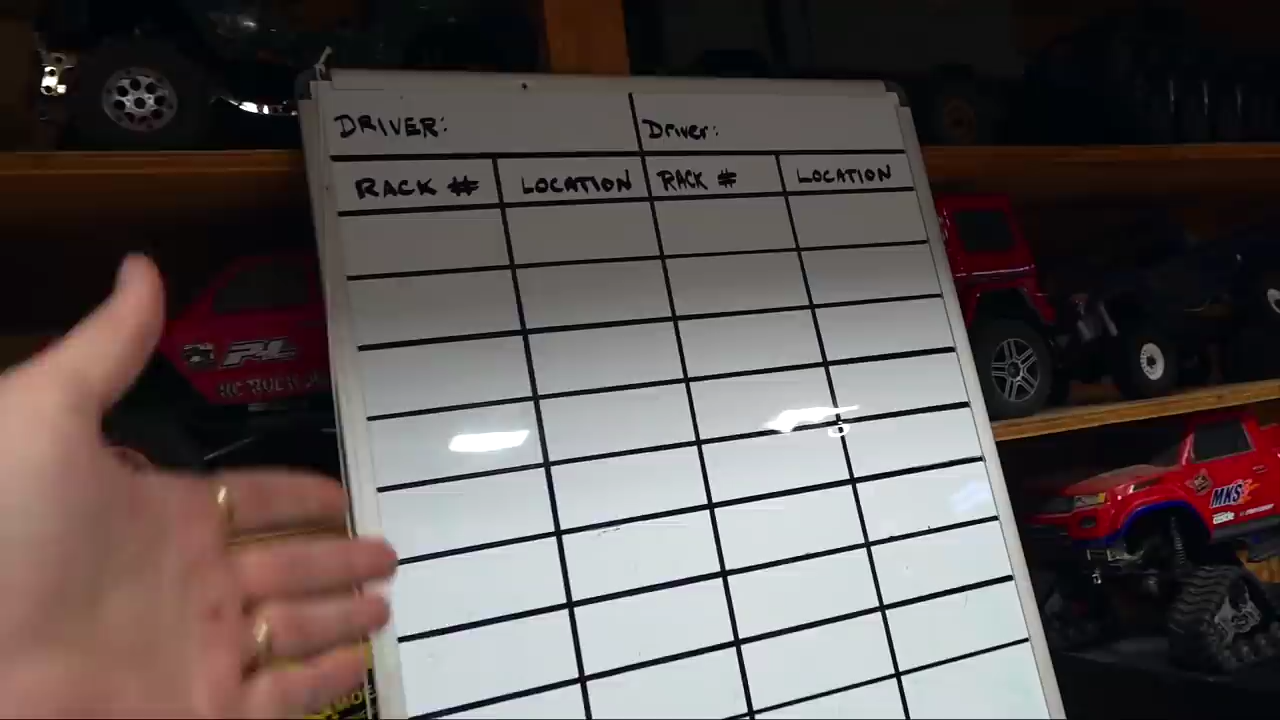 DRIVER:
Driver:
RACK #
LOCATION
RACK #
LOCATION
MKS